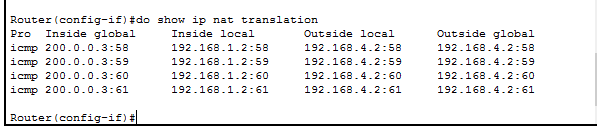 Router(config-if)#do show ip nat translation
Pro  Inside global     Inside local       Outside local      Outside global
icmp 200.0.0.3:58      192.168.1.2:58     192.168.4.2:58     192.168.4.2:58
icmp 200.0.0.3:59      192.168.1.2:59     192.168.4.2:59     192.168.4.2:59
icmp 200.0.0.3:60      192.168.1.2:60     192.168.4.2:60     192.168.4.2:60
icmp 200.0.0.3:61      192.168.1.2:61     192.168.4.2:61     192.168.4.2:61
Router(config-if)#